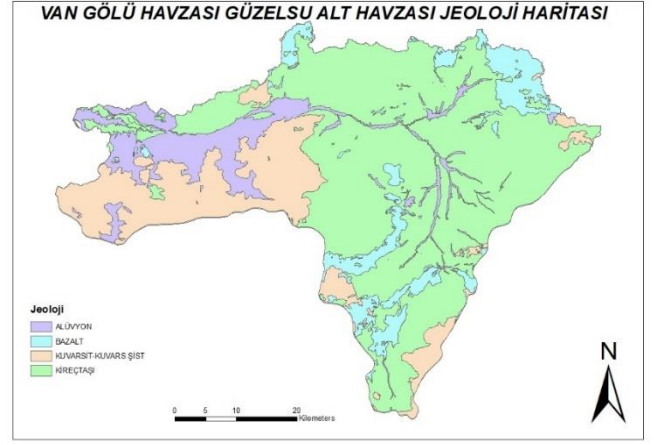 VAN GÖLÜ HAVZASI GÜZELSU ALT HAVZASI JEOLOJİ HARİTASI
Jeoloji
ALÜVYON
BAZALT
KUVARSİT-KUVARS ŞİST
KİREÇTAŞI
0 5 10 20
Kilometers
N